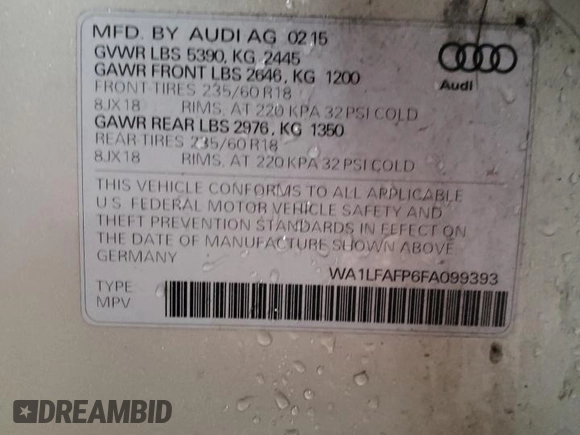 MFD. BY AUDI AG 02.15
GVWR LBS 5390, KG 2445
GAWR FRONT LBS 2646, KG 1200
FRONT-TIRES 235/60 R18
8JX18 RIMS, AT 220 KPA 32 PSI COLD
GAWR REAR LBS 2976, KG 1350
REAR TIRES 235/60 R18
8JX18 RIMS, AT 220 KPA 32 PSI COLD
Audi
THIS VEHICLE CONFORMS TO ALL APPLICABLE
U.S. FEDERAL MOTOR VEHICLE SAFETY AND
THEFT PREVENTION STANDARDS IN EFFECT ON
THE DATE OF MANUFACTURE SHOWN ABOVE
GERMANY
WA1LFAFP6FA099393
TYPE
MPV
DREAMBID